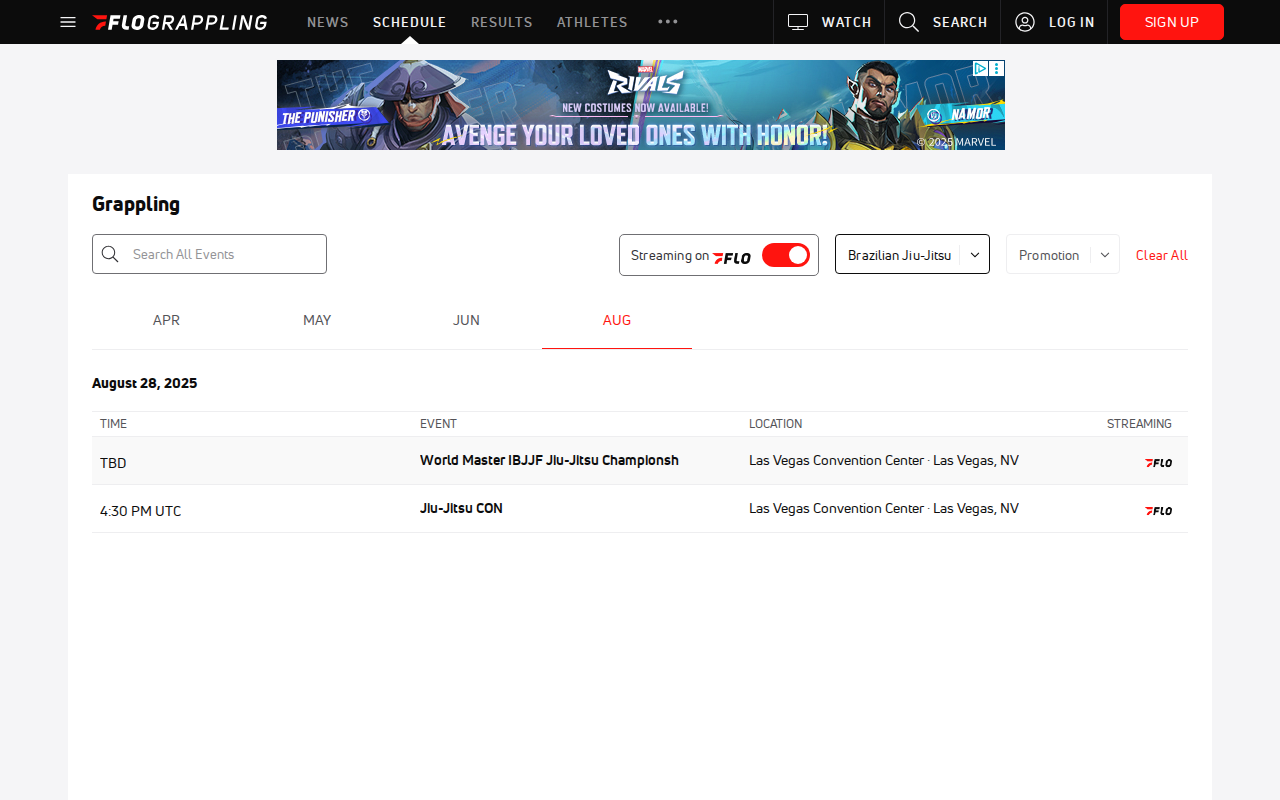 FLOGRAPPLING NEWS SCHEDULE RESULTS ATHLETES WATCH SEARCH LOG IN SIGN UP
MARVEL
RIVALS
NEW COSTUMES NOW AVAILABLE!
THE PUNISHER NAMOR
AVENGE YOUR LOVED ONES WITH HONOR!
© 2025 MARVEL
Grappling
Search All Events Streaming on FLO Brazilian Jiu-Jitsu Promotion Clear All
APR MAY JUN AUG
August 28, 2025
TIME EVENT LOCATION STREAMING
TBD World Master IBJJF Jiu-Jitsu Championsh Las Vegas Convention Center · Las Vegas, NV FLO
4:30 PM UTC Jiu-Jitsu CON Las Vegas Convention Center · Las Vegas, NV FLO